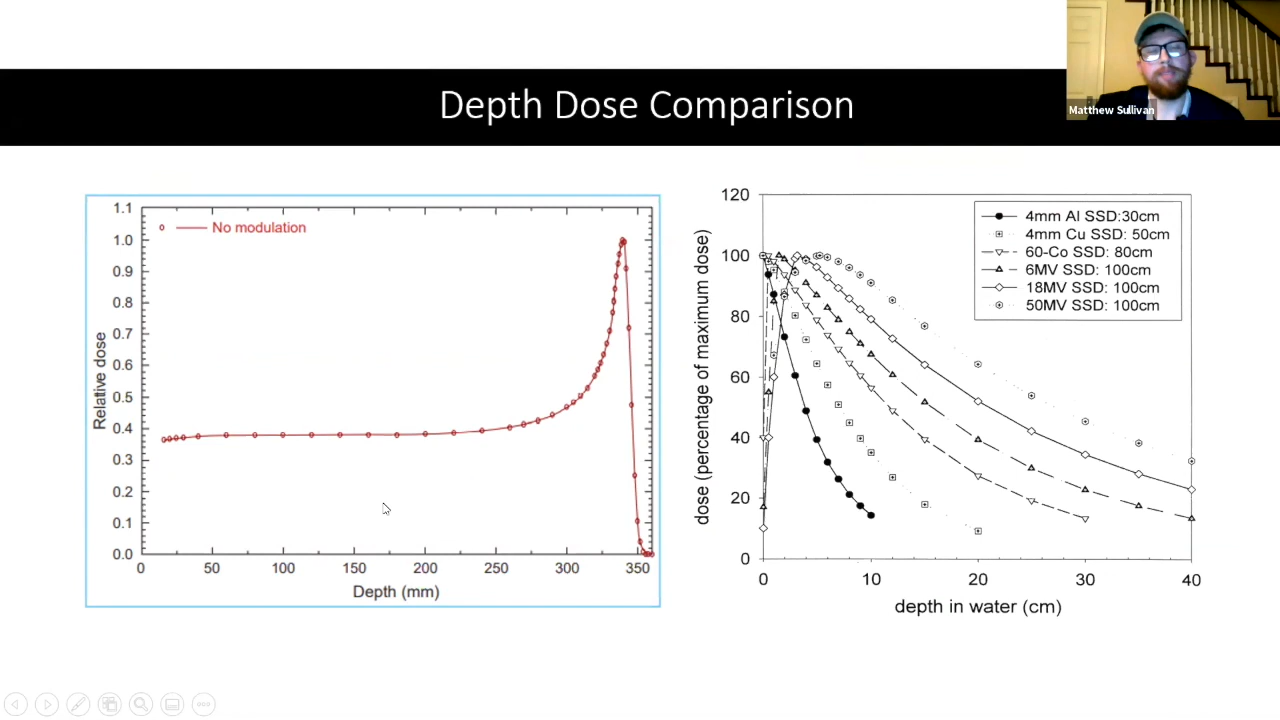 Depth Dose Comparison
Matthew Sullivan
No modulation
Relative dose
1.1
1.0
0.9
0.8
0.7
0.6
0.5
0.4
0.3
0.2
0.1
0.0
0 50 100 150 200 250 300 350
Depth (mm)
dose (percentage of maximum dose)
120
100
80
60
40
20
0
4mm Al SSD:30cm
4mm Cu SSD: 50cm
60-Co SSD: 80cm
6MV SSD: 100cm
18MV SSD: 100cm
50MV SSD: 100cm
0 10 20 30 40
depth in water (cm)